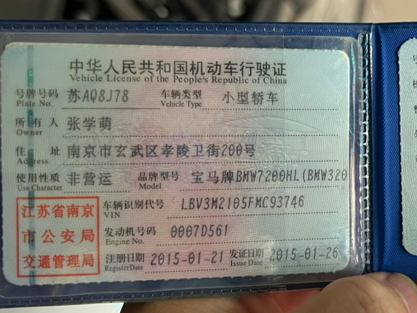 中华人民共和国机动车行驶证
Vehicle License of the People's Republic of China
号牌号码 苏AQ8J78 车辆类型 小型轿车
Plate No. Vehicle Type
所有人 张学萌
Owner
住址 南京市玄武区孝陵卫街200号
Address
使用性质 非营运 品牌型号 宝马牌BMW7200HL(BMW320
Use Character Model
江苏省南京
市公安局
交通管理局
车辆识别代号 LBV3M2105FMC93746
VIN
发动机号码 0007D561
Engine No.
注册日期 2015-01-21 发证日期 2015-01-26
Register Date Issue Date